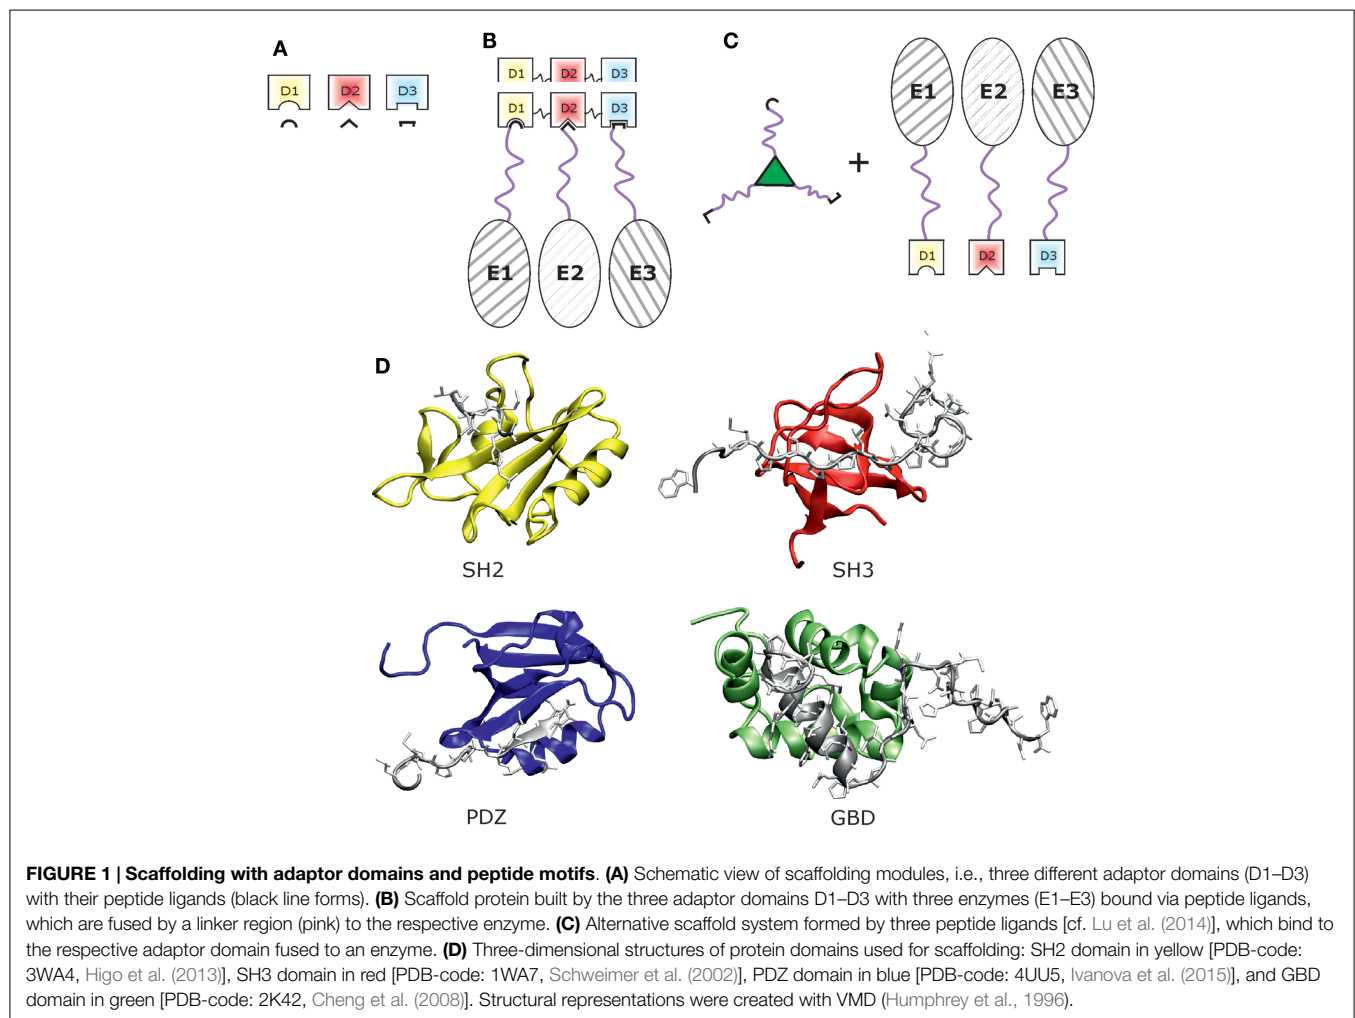 A
D1 D2 D3
B
D1 D2 D3
D1 D2 D3
E1 E2 E3
C
E1 E2 E3
+
D1 D2 D3
D
SH2
SH3
PDZ
GBD
FIGURE 1 | Scaffolding with adaptor domains and peptide motifs. (A) Schematic view of scaffolding modules, i.e., three different adaptor domains (D1–D3)
with their peptide ligands (black line forms). (B) Scaffold protein built by the three adaptor domains D1–D3 with three enzymes (E1–E3) bound via peptide ligands,
which are fused by a linker region (pink) to the respective enzyme. (C) Alternative scaffold system formed by three peptide ligands [cf. Lu et al. (2014)], which bind to
the respective adaptor domain fused to an enzyme. (D) Three-dimensional structures of protein domains used for scaffolding: SH2 domain in yellow [PDB-code:
3WA4, Higo et al. (2013)], SH3 domain in red [PDB-code: 1WA7, Schweimer et al. (2002)], PDZ domain in blue [PDB-code: 4UU5, Ivanova et al. (2015)], and GBD
domain in green [PDB-code: 2K42, Cheng et al. (2008)]. Structural representations were created with VMD (Humphrey et al., 1996).